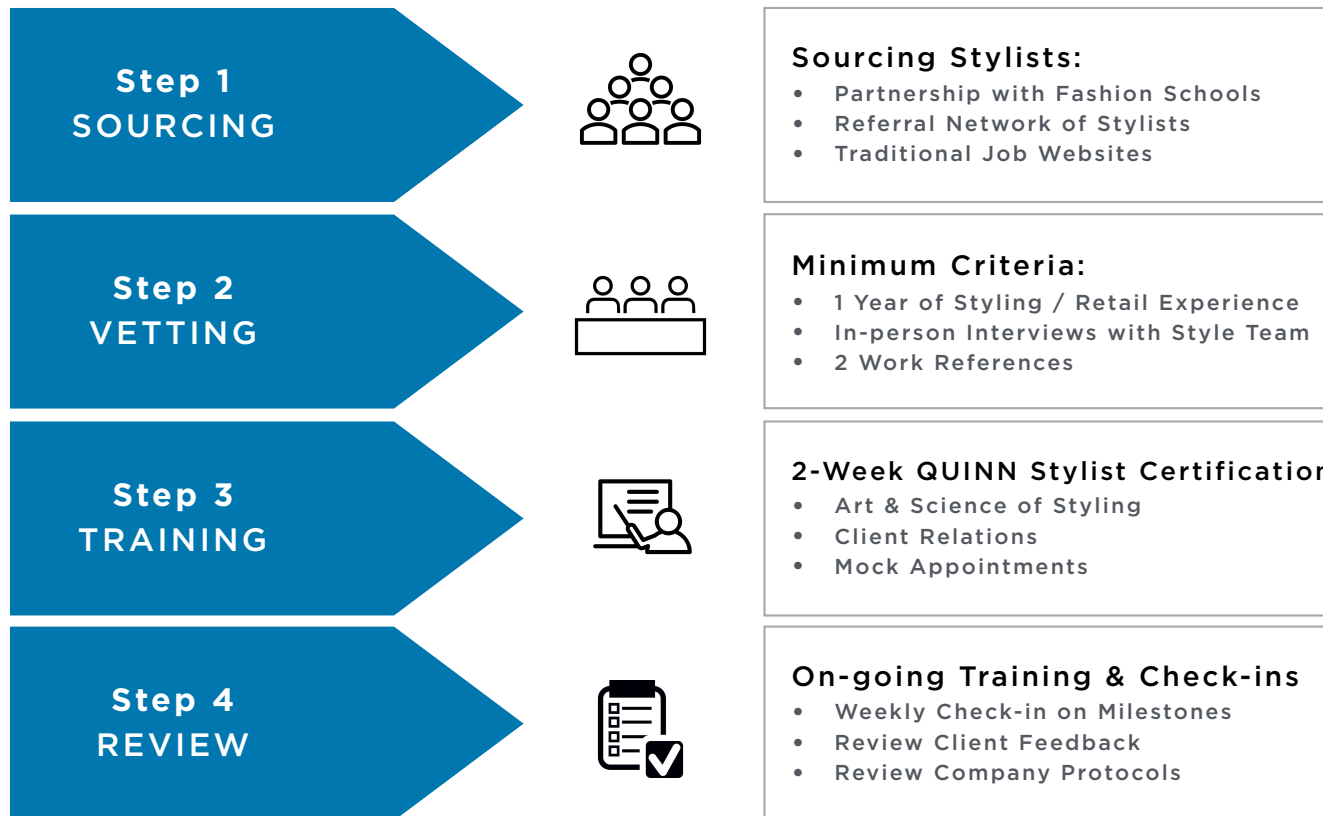 Step 1
SOURCING
Sourcing Stylists:
• Partnership with Fashion Schools
• Referral Network of Stylists
• Traditional Job Websites
Step 2
VETTING
Minimum Criteria:
• 1 Year of Styling / Retail Experience
• In-person Interviews with Style Team
• 2 Work References
Step 3
TRAINING
2-Week QUINN Stylist Certification
• Art & Science of Styling
• Client Relations
• Mock Appointments
Step 4
REVIEW
On-going Training & Check-ins
• Weekly Check-in on Milestones
• Review Client Feedback
• Review Company Protocols